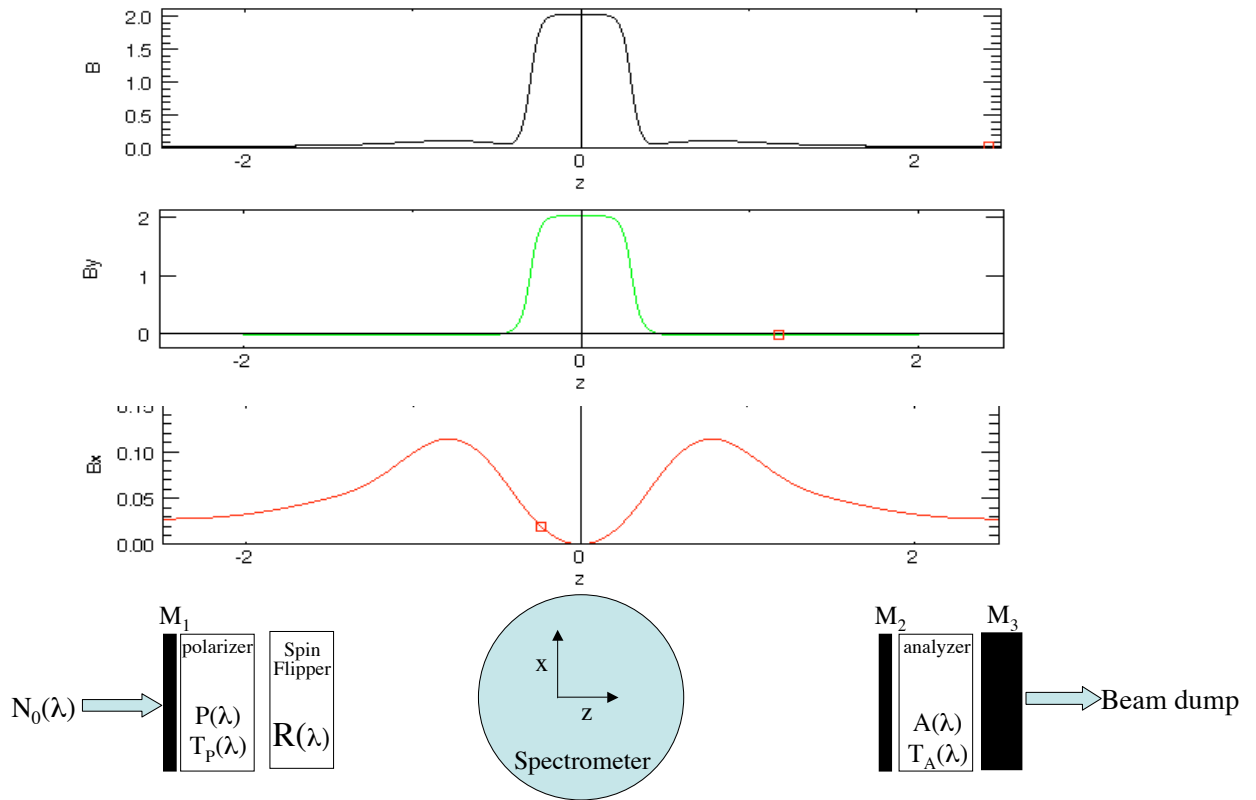 2.0
1.5
1.0
0.5
0.0
B
-2
0
2
z
2
1
0
By
-2
0
2
z
0.15
0.10
0.05
0.00
Bx
-2
0
2
z
M1
M2
M3
polarizer
Spin
Flipper
analyzer
x
z
N0(λ)
P(λ)
TP(λ)
R(λ)
Spectrometer
A(λ)
TA(λ)
Beam dump